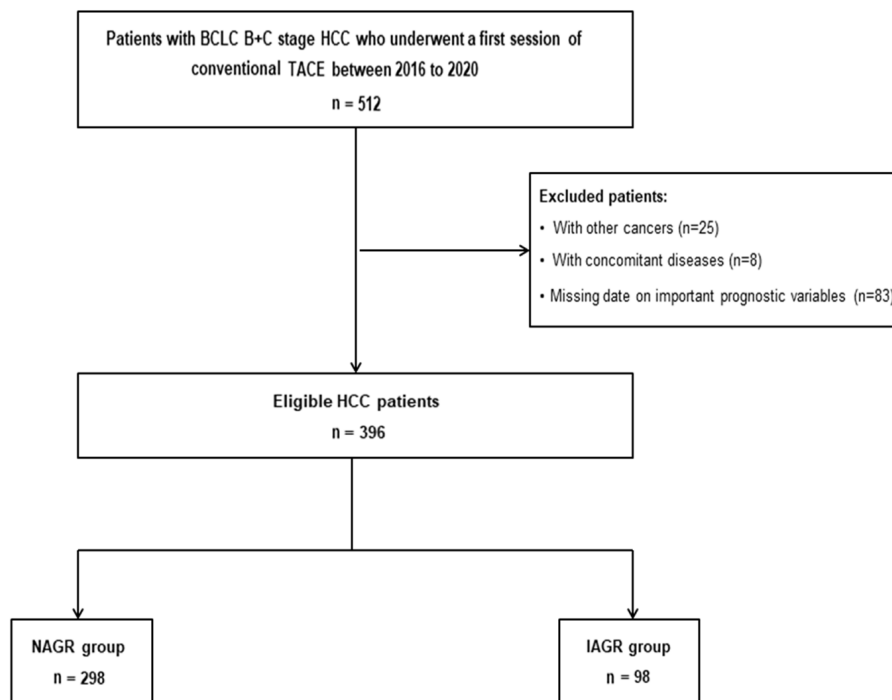 Patients with BCLC B+C stage HCC who underwent a first session of
conventional TACE between 2016 to 2020
n = 512
Excluded patients:
• With other cancers (n=25)
• With concomitant diseases (n=8)
• Missing date on important prognostic variables (n=83)
Eligible HCC patients
n = 396
NAGR group
n = 298
IAGR group
n = 98